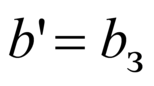 b' = b₃